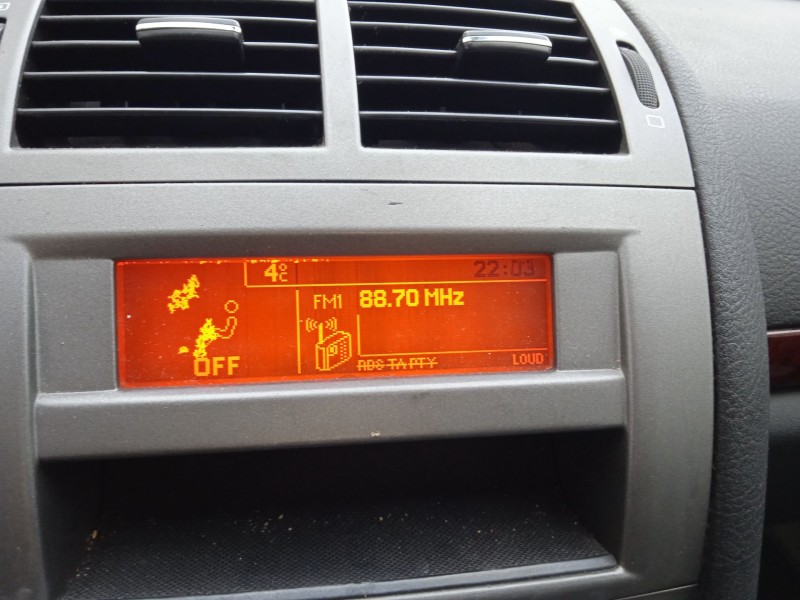 4°C 22:03
FM1 88.70 MHz
OFF
RDS TA PTY LOUD